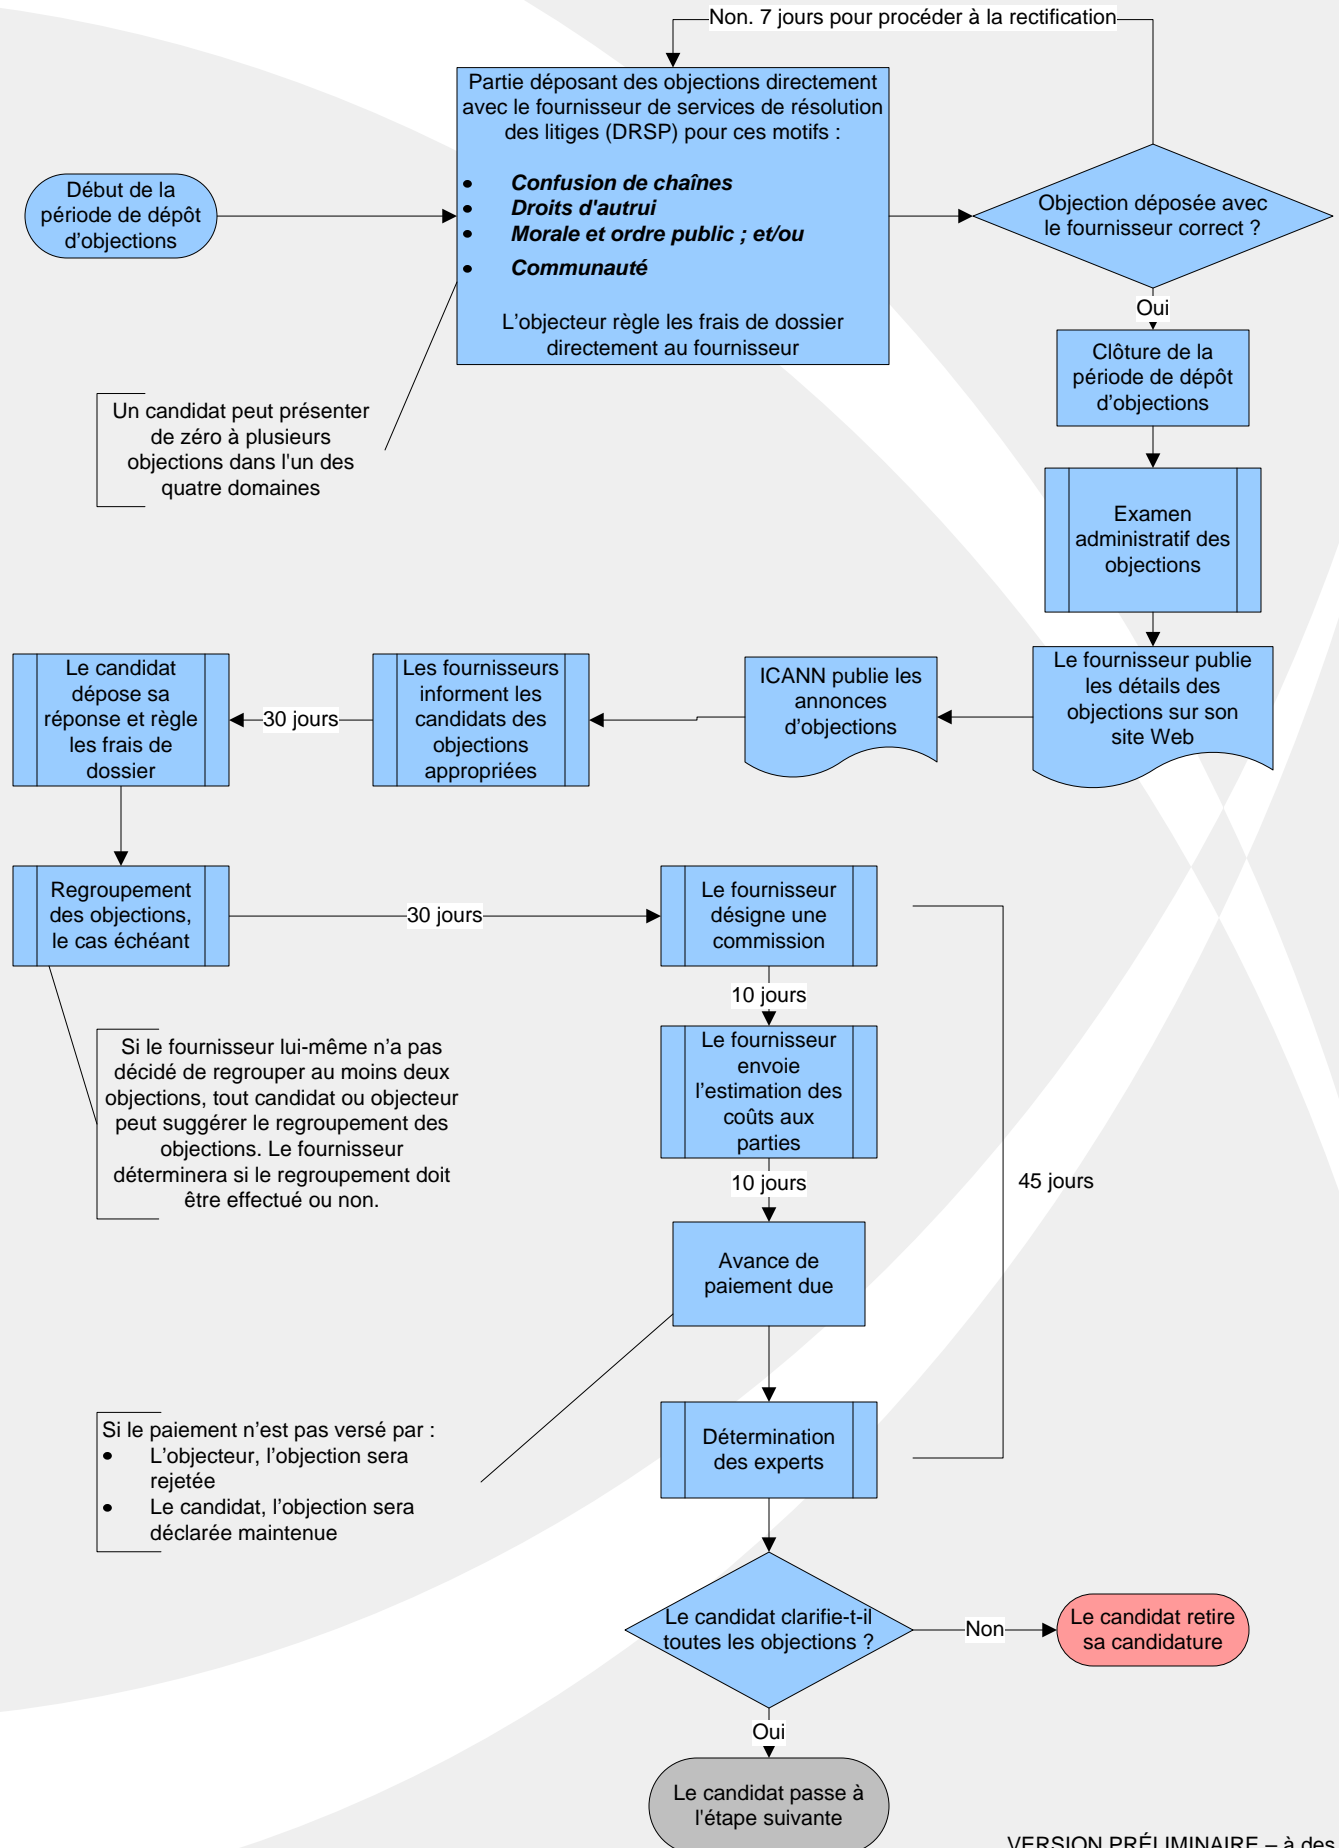 Non. 7 jours pour procéder à la rectification
Partie déposant des objections directement
avec le fournisseur de services de résolution
des litiges (DRSP) pour ces motifs :
• Confusion de chaînes
• Droits d'autrui
• Morale et ordre public ; et/ou
• Communauté
L'objecteur règle les frais de dossier
directement au fournisseur
Début de la
période de dépôt
d'objections
Objection déposée avec
le fournisseur correct ?
Oui
Clôture de la
période de dépôt
d'objections
Un candidat peut présenter
de zéro à plusieurs
objections dans l'un des
quatre domaines
Examen
administratif des
objections
Le candidat
dépose sa
réponse et règle
les frais de
dossier
30 jours
Les fournisseurs
informent les
candidats des
objections
appropriées
ICANN publie les
annonces
d'objections
Le fournisseur publie
les détails des
objections sur son
site Web
Regroupement
des objections,
le cas échéant
30 jours
Le fournisseur
désigne une
commission
10 jours
Si le fournisseur lui-même n'a pas
décidé de regrouper au moins deux
objections, tout candidat ou objecteur
peut suggérer le regroupement des
objections. Le fournisseur
déterminera si le regroupement doit
être effectué ou non.
Le fournisseur
envoie
l'estimation des
coûts aux
parties
10 jours
45 jours
Avance de
paiement due
Si le paiement n'est pas versé par :
• L'objecteur, l'objection sera
rejetée
• Le candidat, l'objection sera
déclarée maintenue
Détermination
des experts
Le candidat clarifie-t-il
toutes les objections ?
Non
Le candidat retire
sa candidature
Oui
Le candidat passe à
l'étape suivante
VERSION PRÉLIMINAIRE – à des